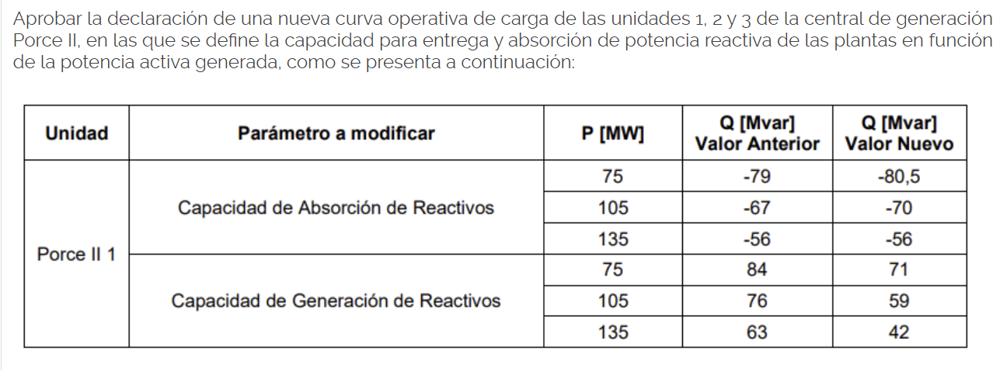 Aprobar la declaración de una nueva curva operativa de carga de las unidades 1, 2 y 3 de la central de generación
Porce II, en las que se define la capacidad para entrega y absorción de potencia reactiva de las plantas en función
de la potencia activa generada, como se presenta a continuación:
Unidad Parámetro a modificar P [MW] Q [Mvar] Valor Anterior Q [Mvar] Valor Nuevo
Porce II 1
Capacidad de Absorción de Reactivos
75 -79 -80,5
105 -67 -70
135 -56 -56
Capacidad de Generación de Reactivos
75 84 71
105 76 59
135 63 42